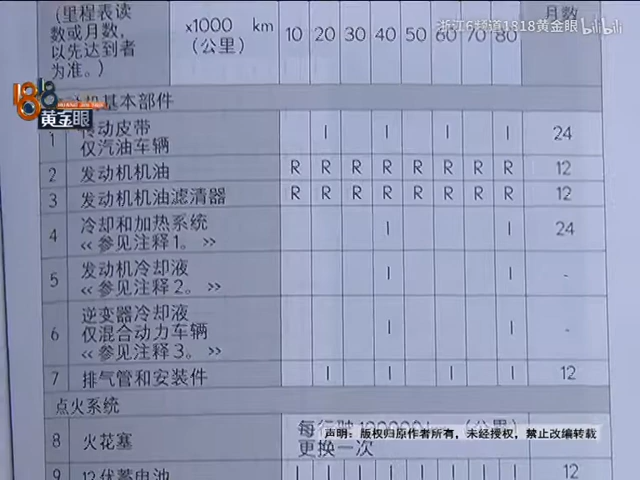 (里程表读
数或月数，
以先达到者
为准。)
x1000 km
(公里)
10 20 30 40 50 60 70 80
月数
浙江6频道1818黄金眼
bilibili
1818
黄金眼
基本部件
1 传动皮带
仅汽油车辆
I I I I 24
2 发动机机油 R R R R R R R R 12
3 发动机机油滤清器 R R R R R R R R 12
4 冷却和加热系统
<< 参见注释1。 >>
I I 24
5 发动机冷却液
<< 参见注释2。 >>
I I -
6 逆变器冷却液
仅混合动力车辆
<< 参见注释3。 >>
I I -
7 排气管和安装件 I I I I 12
点火系统
8 火花塞
每行驶
(公里)
更换一次
声明：版权归原作者所有，未经授权，禁止改编转载
9 12伏蓄电池 I I I I I I I I 12